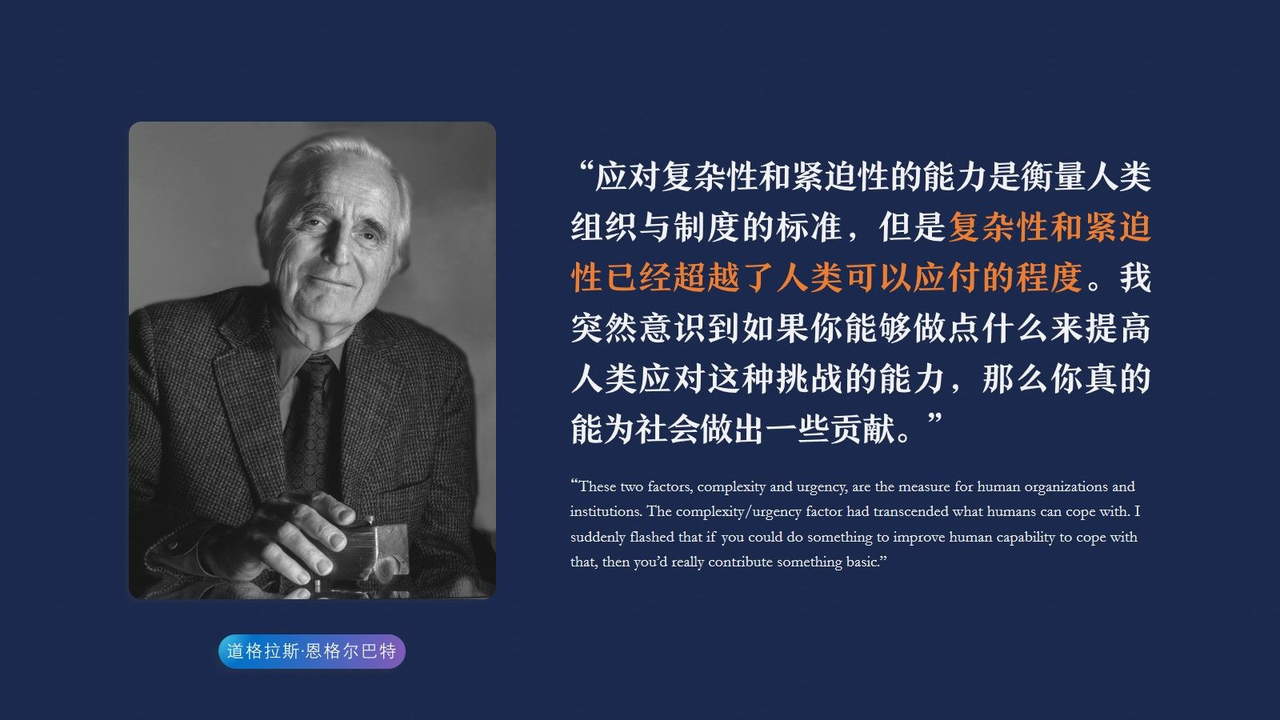 “应对复杂性和紧迫性的能力是衡量人类
组织与制度的标准，但是复杂性和紧迫
性已经超越了人类可以应付的程度。我
突然意识到如果你能够做点什么来提高
人类应对这种挑战的能力，那么你真的
能为社会做出一些贡献。”
“These two factors, complexity and urgency, are the measure for human organizations and
institutions. The complexity/urgency factor had transcended what humans can cope with. I
suddenly flashed that if you could do something to improve human capability to cope with
that, then you’d really contribute something basic.”
道格拉斯·恩格尔巴特